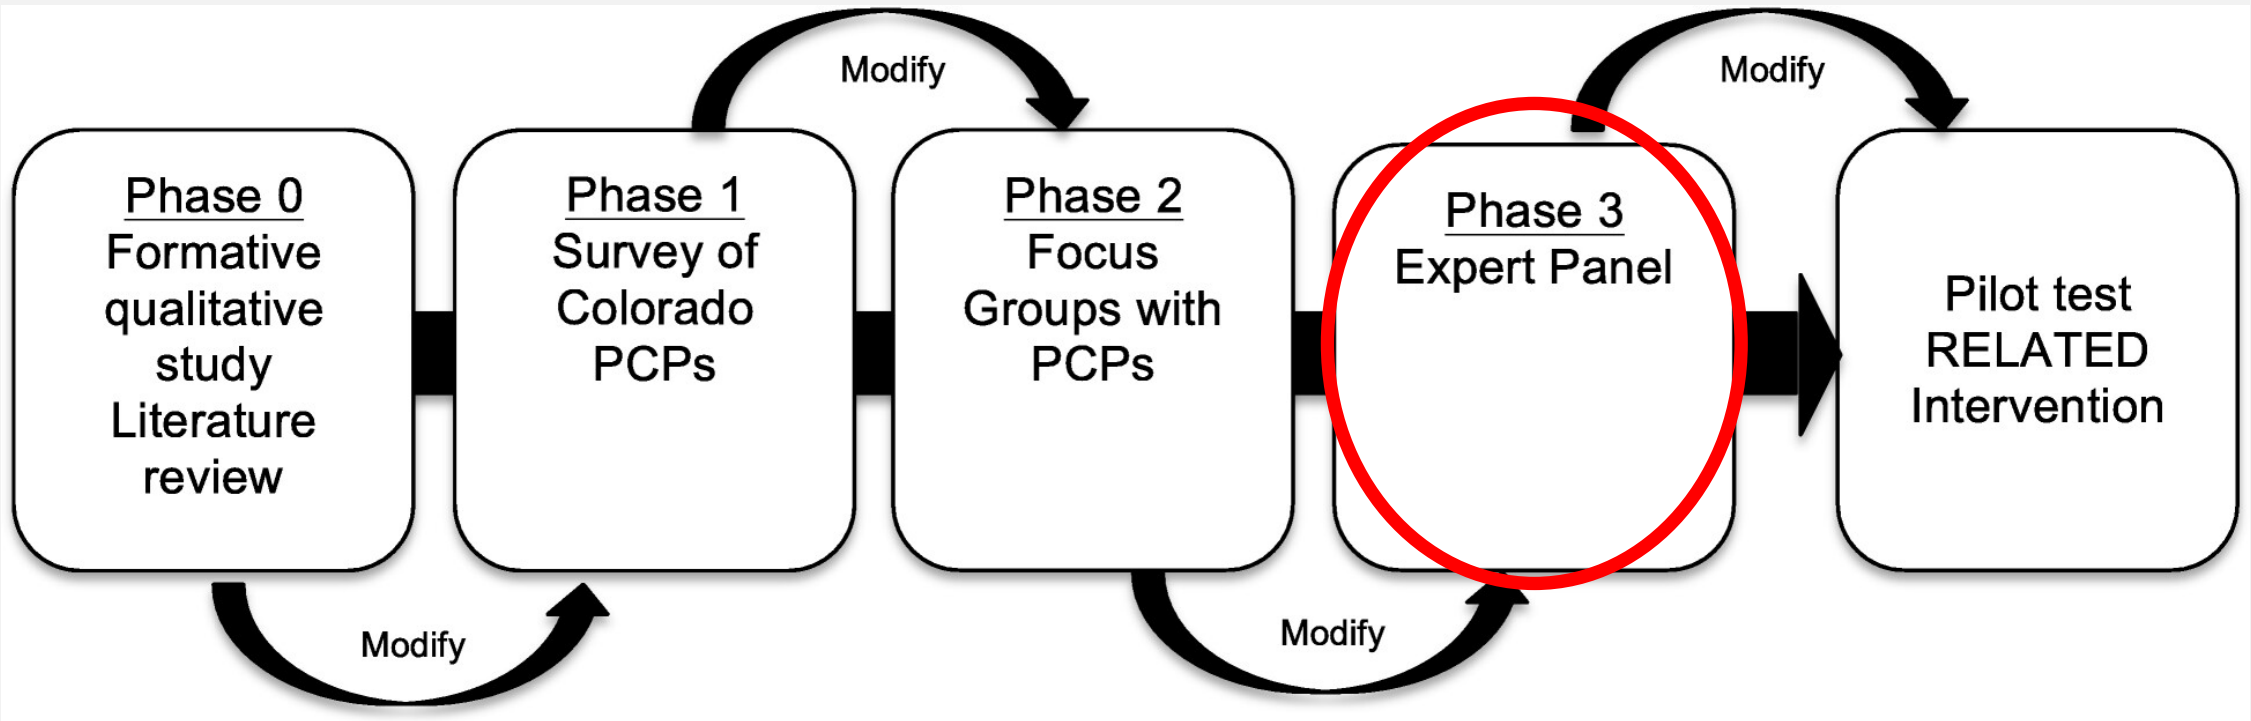 Modify
Modify
Phase 0
Formative
qualitative
study
Literature
review
Phase 1
Survey of
Colorado
PCPs
Phase 2
Focus
Groups with
PCPs
Phase 3
Expert Panel
Pilot test
RELATED
Intervention
Modify
Modify